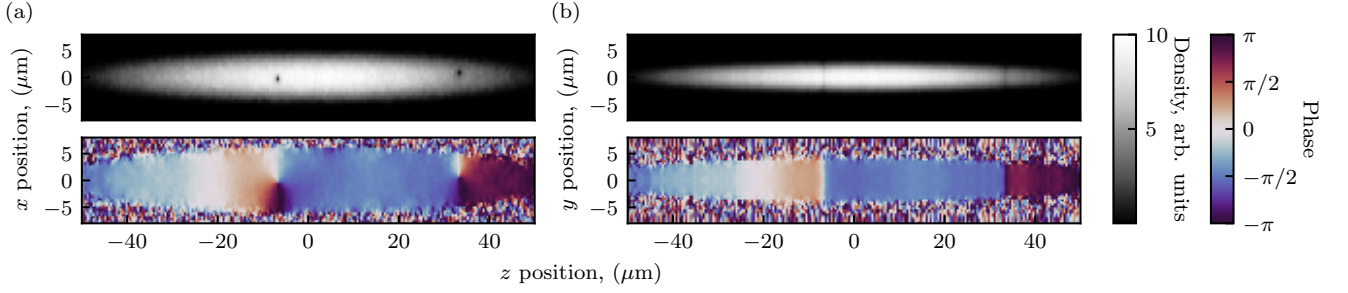 (a)
(b)
5
0
−5
x position, (μm)
5
0
−5
−40
−20
0
20
40
5
0
−5
y position, (μm)
5
0
−5
−40
−20
0
20
40
z position, (μm)
10
5
Density, arb. units
π
π/2
0
−π/2
−π
Phase